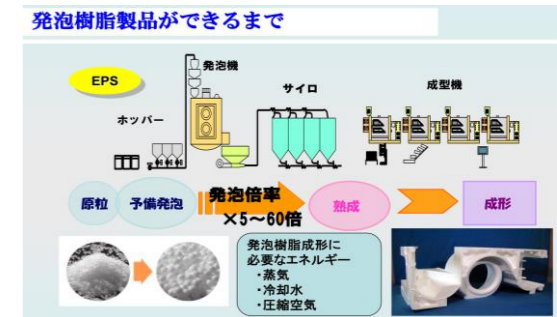 発泡樹脂製品ができるまで
EPS
発泡機
サイロ
成型機
ホッパー
原粒
予備発泡
発泡倍率
×5～60倍
熟成
成形
発泡樹脂成形に
必要なエネルギー
・蒸気
・冷却水
・圧縮空気